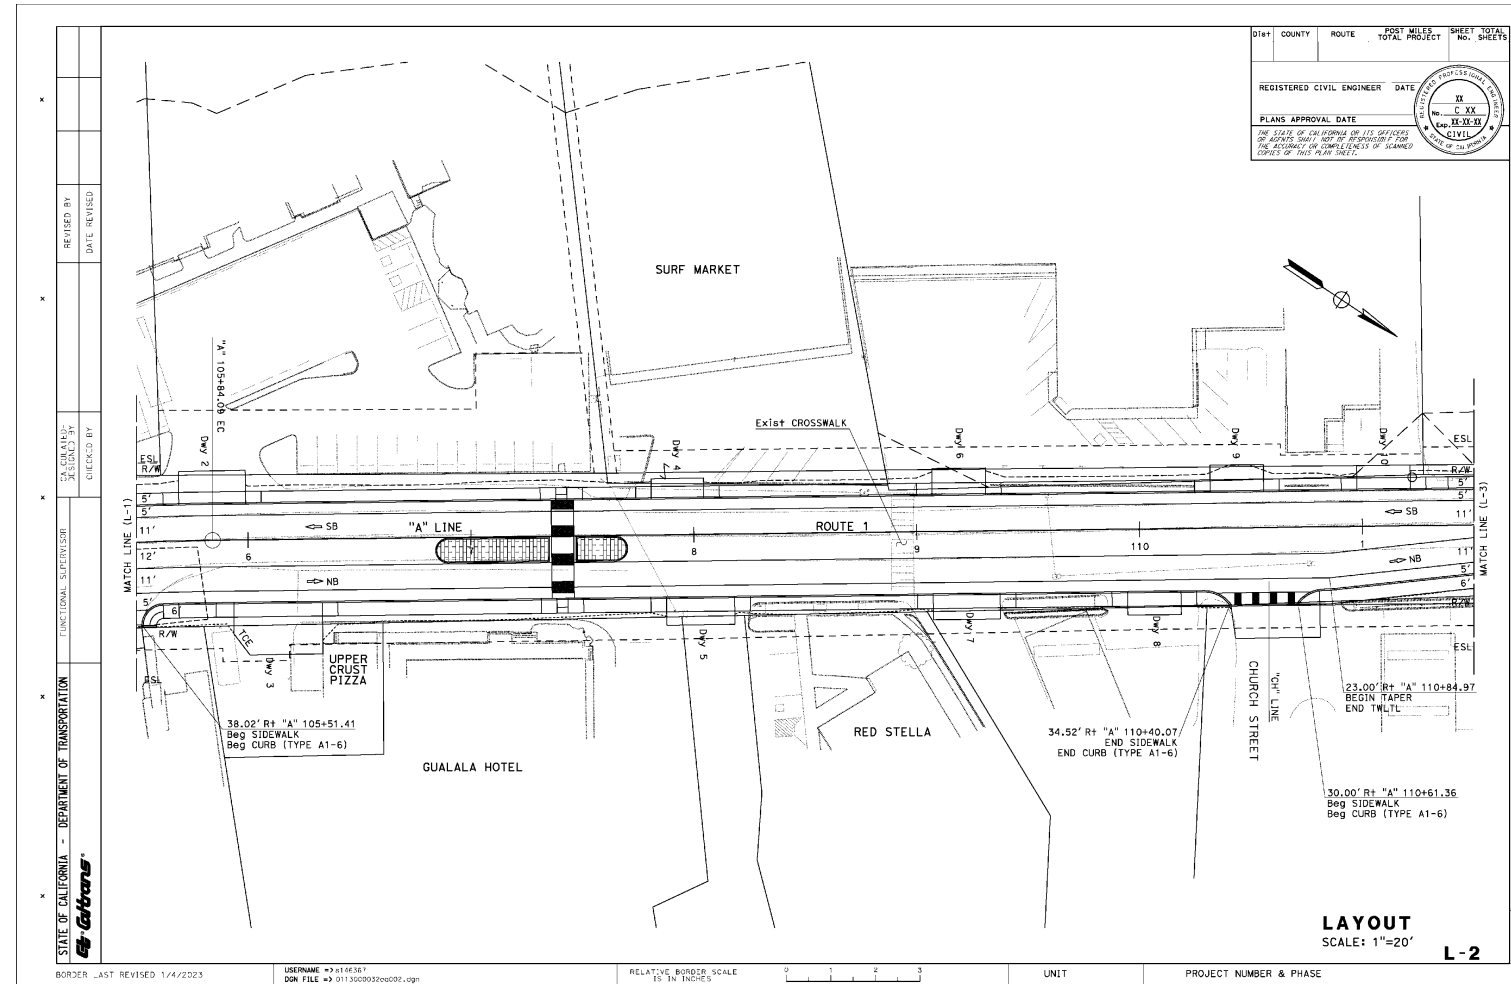 Dist COUNTY ROUTE POST MILES TOTAL PROJECT SHEET No. TOTAL SHEETS
REGISTERED CIVIL ENGINEER DATE
PLANS APPROVAL DATE
THE STATE OF CALIFORNIA OR ITS OFFICERS
OR AGENTS SHALL NOT BE RESPONSIBLE FOR
THE ACCURACY OR COMPLETENESS OF SCANNED
COPIES OF THIS PLAN SHEET.
REGISTERED PROFESSIONAL ENGINEER
XX
No. C XX
Exp. XX-XX-XX
CIVIL
STATE OF CALIFORNIA
REVISED BY
DATE REVISED
CALCULATED-
DESIGNED BY
CHECKED BY
FUNCTIONAL SUPERVISOR
STATE OF CALIFORNIA - DEPARTMENT OF TRANSPORTATION
Caltrans
SURF MARKET
"A" 105+84.09 EC
Exist CROSSWALK
Dwy 2
Dwy 4
Dwy 6
Dwy 9
Dwy 10
ESL
R/W
ESL
R/W
MATCH LINE (L-1)
5'
5'
11'
12'
11'
5'
6'
SB
"A" LINE
ROUTE 1
SB
6
7
8
9
110
1
NB
NB
5'
5'
11'
11'
5'
6'
R/W
MATCH LINE (L-3)
R/W
TCE
Dwy 3
Dwy 5
Dwy 7
Dwy 8
ESL
ESL
UPPER
CRUST
PIZZA
38.02' Rt "A" 105+51.41
Beg SIDEWALK
Beg CURB (TYPE A1-6)
GUALALA HOTEL
RED STELLA
34.52' Rt "A" 110+40.07
END SIDEWALK
END CURB (TYPE A1-6)
CHURCH STREET
"CH" LINE
23.00' Rt "A" 110+84.97
BEGIN TAPER
END TWLTL
30.00' Rt "A" 110+61.36
Beg SIDEWALK
Beg CURB (TYPE A1-6)
LAYOUT
SCALE: 1"=20'
L-2
BORDER LAST REVISED 1/4/2023
USERNAME => s146367
DGN FILE => 0113000032ea002.dgn
RELATIVE BORDER SCALE
IS IN INCHES
0 1 2 3
UNIT
PROJECT NUMBER & PHASE